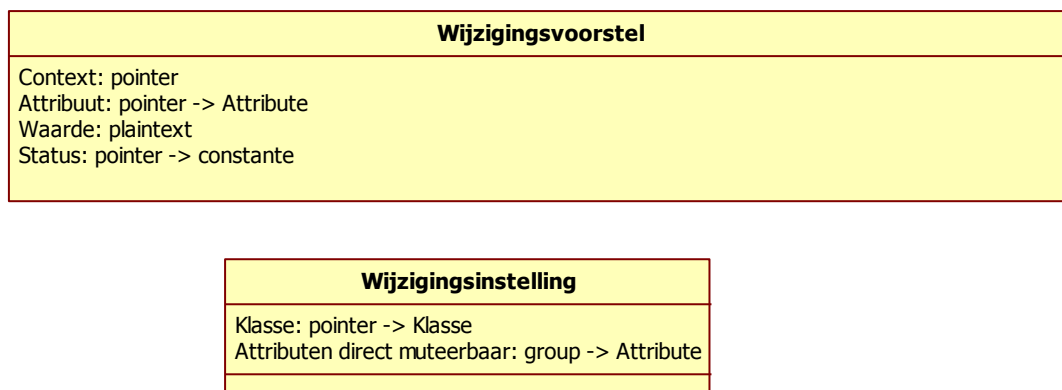 Wijzigingsvoorstel
Context: pointer
Attribuut: pointer -> Attribute
Waarde: plaintext
Status: pointer -> constante
Wijzigingsinstelling
Klasse: pointer -> Klasse
Attributen direct muteerbaar: group -> Attribute